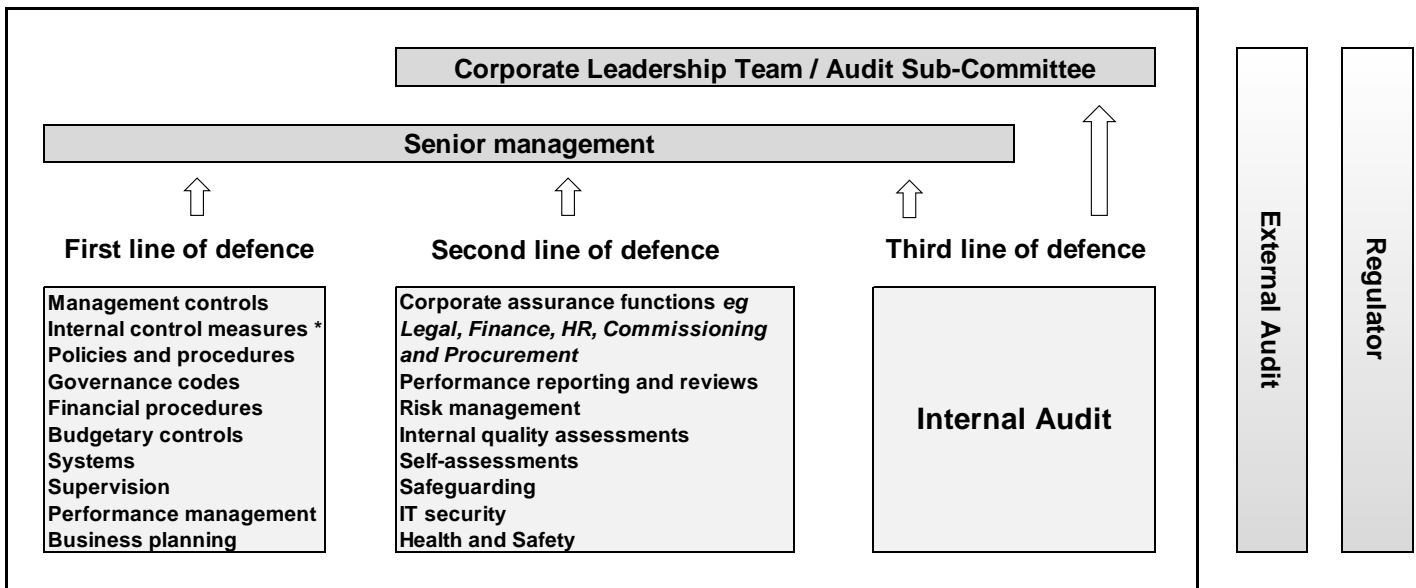 Corporate Leadership Team / Audit Sub-Committee
Senior management
First line of defence
Management controls
Internal control measures *
Policies and procedures
Governance codes
Financial procedures
Budgetary controls
Systems
Supervision
Performance management
Business planning
Second line of defence
Corporate assurance functions eg
Legal, Finance, HR, Commissioning
and Procurement
Performance reporting and reviews
Risk management
Internal quality assessments
Self-assessments
Safeguarding
IT security
Health and Safety
Third line of defence
Internal Audit
External Audit
Regulator